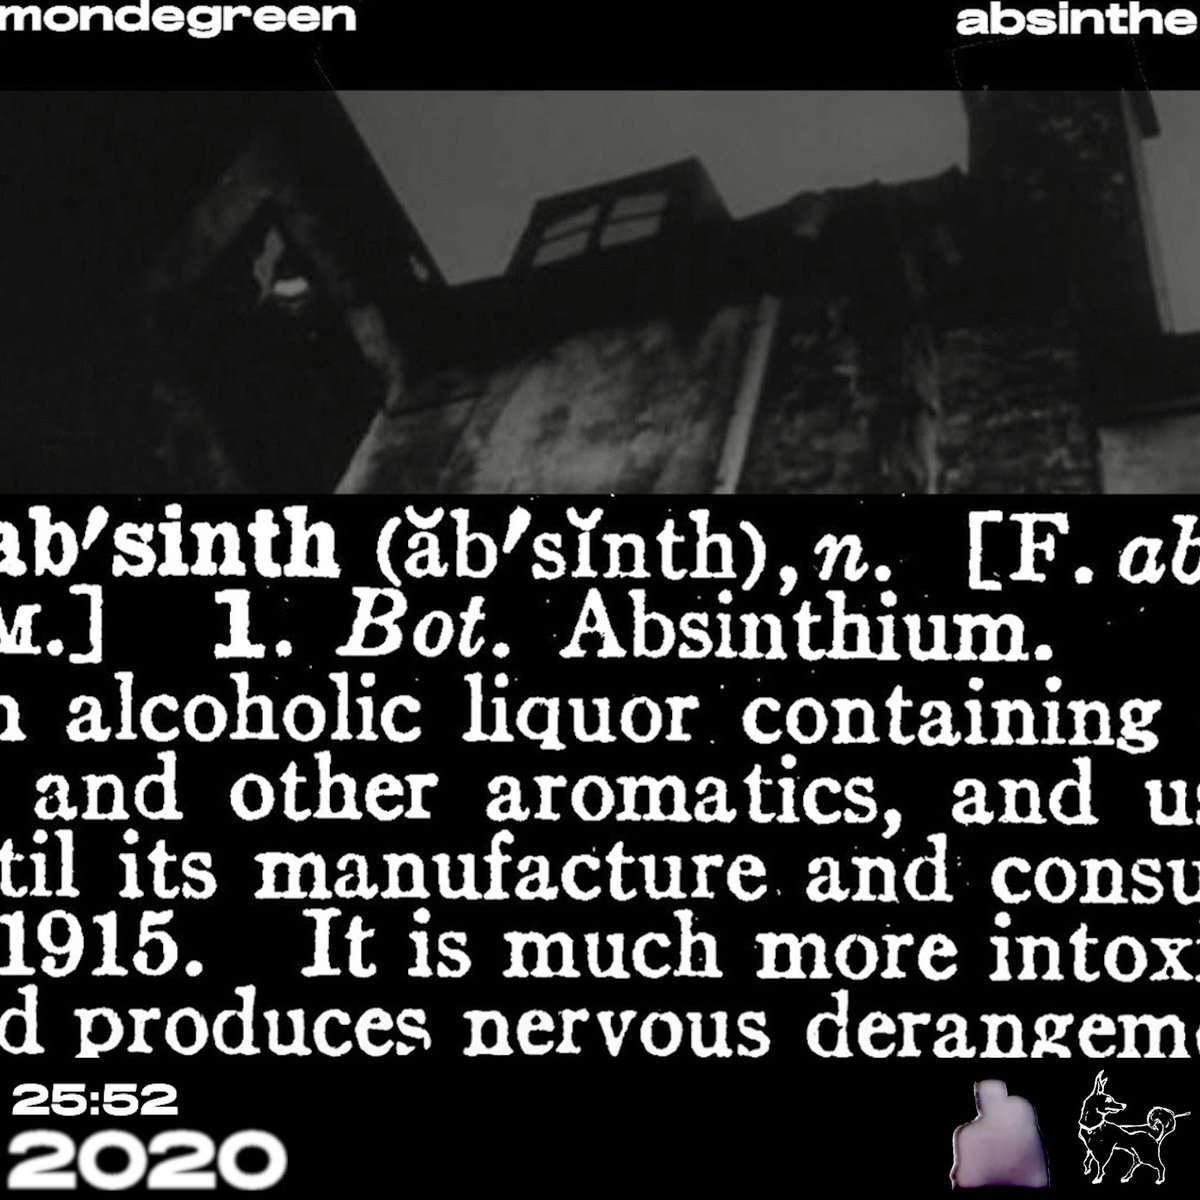 mondegreen
absinthe
ab′sinth (ăb′sĭnth), n. [F. ab
M.] 1. Bot. Absinthium.
n alcoholic liquor containing
and other aromatics, and us
til its manufacture and consu
1915. It is much more intox
d produces nervous derangem
25:52
2020